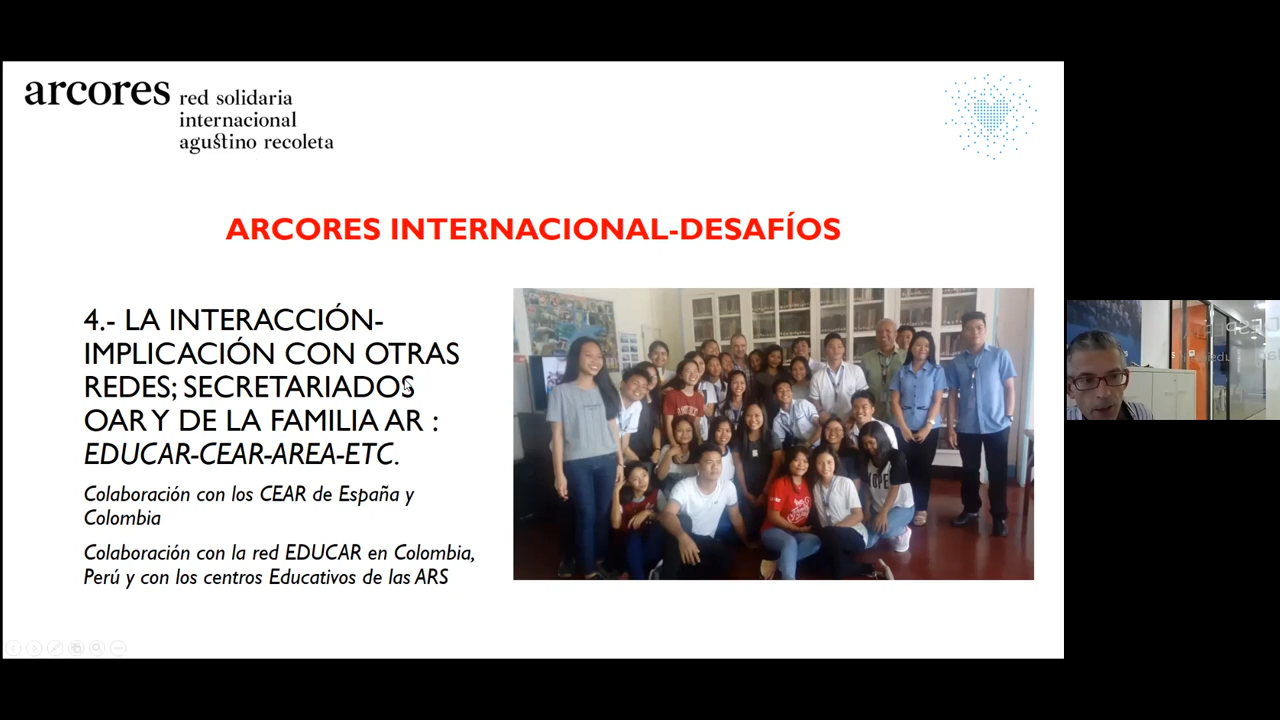 arcores
red solidaria
internacional
agustino recoleta
ARCORES INTERNACIONAL-DESAFÍOS
4.- LA INTERACCIÓN-
IMPLICACIÓN CON OTRAS
REDES; SECRETARIADOS
OAR Y DE LA FAMILIA AR :
EDUCAR-CEAR-AREA-ETC.
Colaboración con los CEAR de España y
Colombia
Colaboración con la red EDUCAR en Colombia,
Perú y con los centros Educativos de las ARS